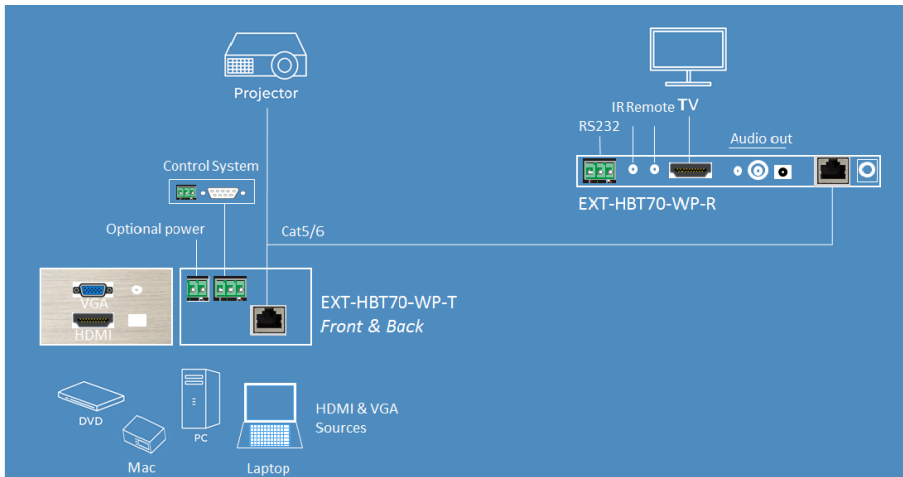 Projector
IR Remote TV
RS232
Audio out
Control System
EXT-HBT70-WP-R
Optional power
Cat5/6
VGA
HDMI
EXT-HBT70-WP-T
Front & Back
DVD
PC
HDMI & VGA
Sources
Mac
Laptop